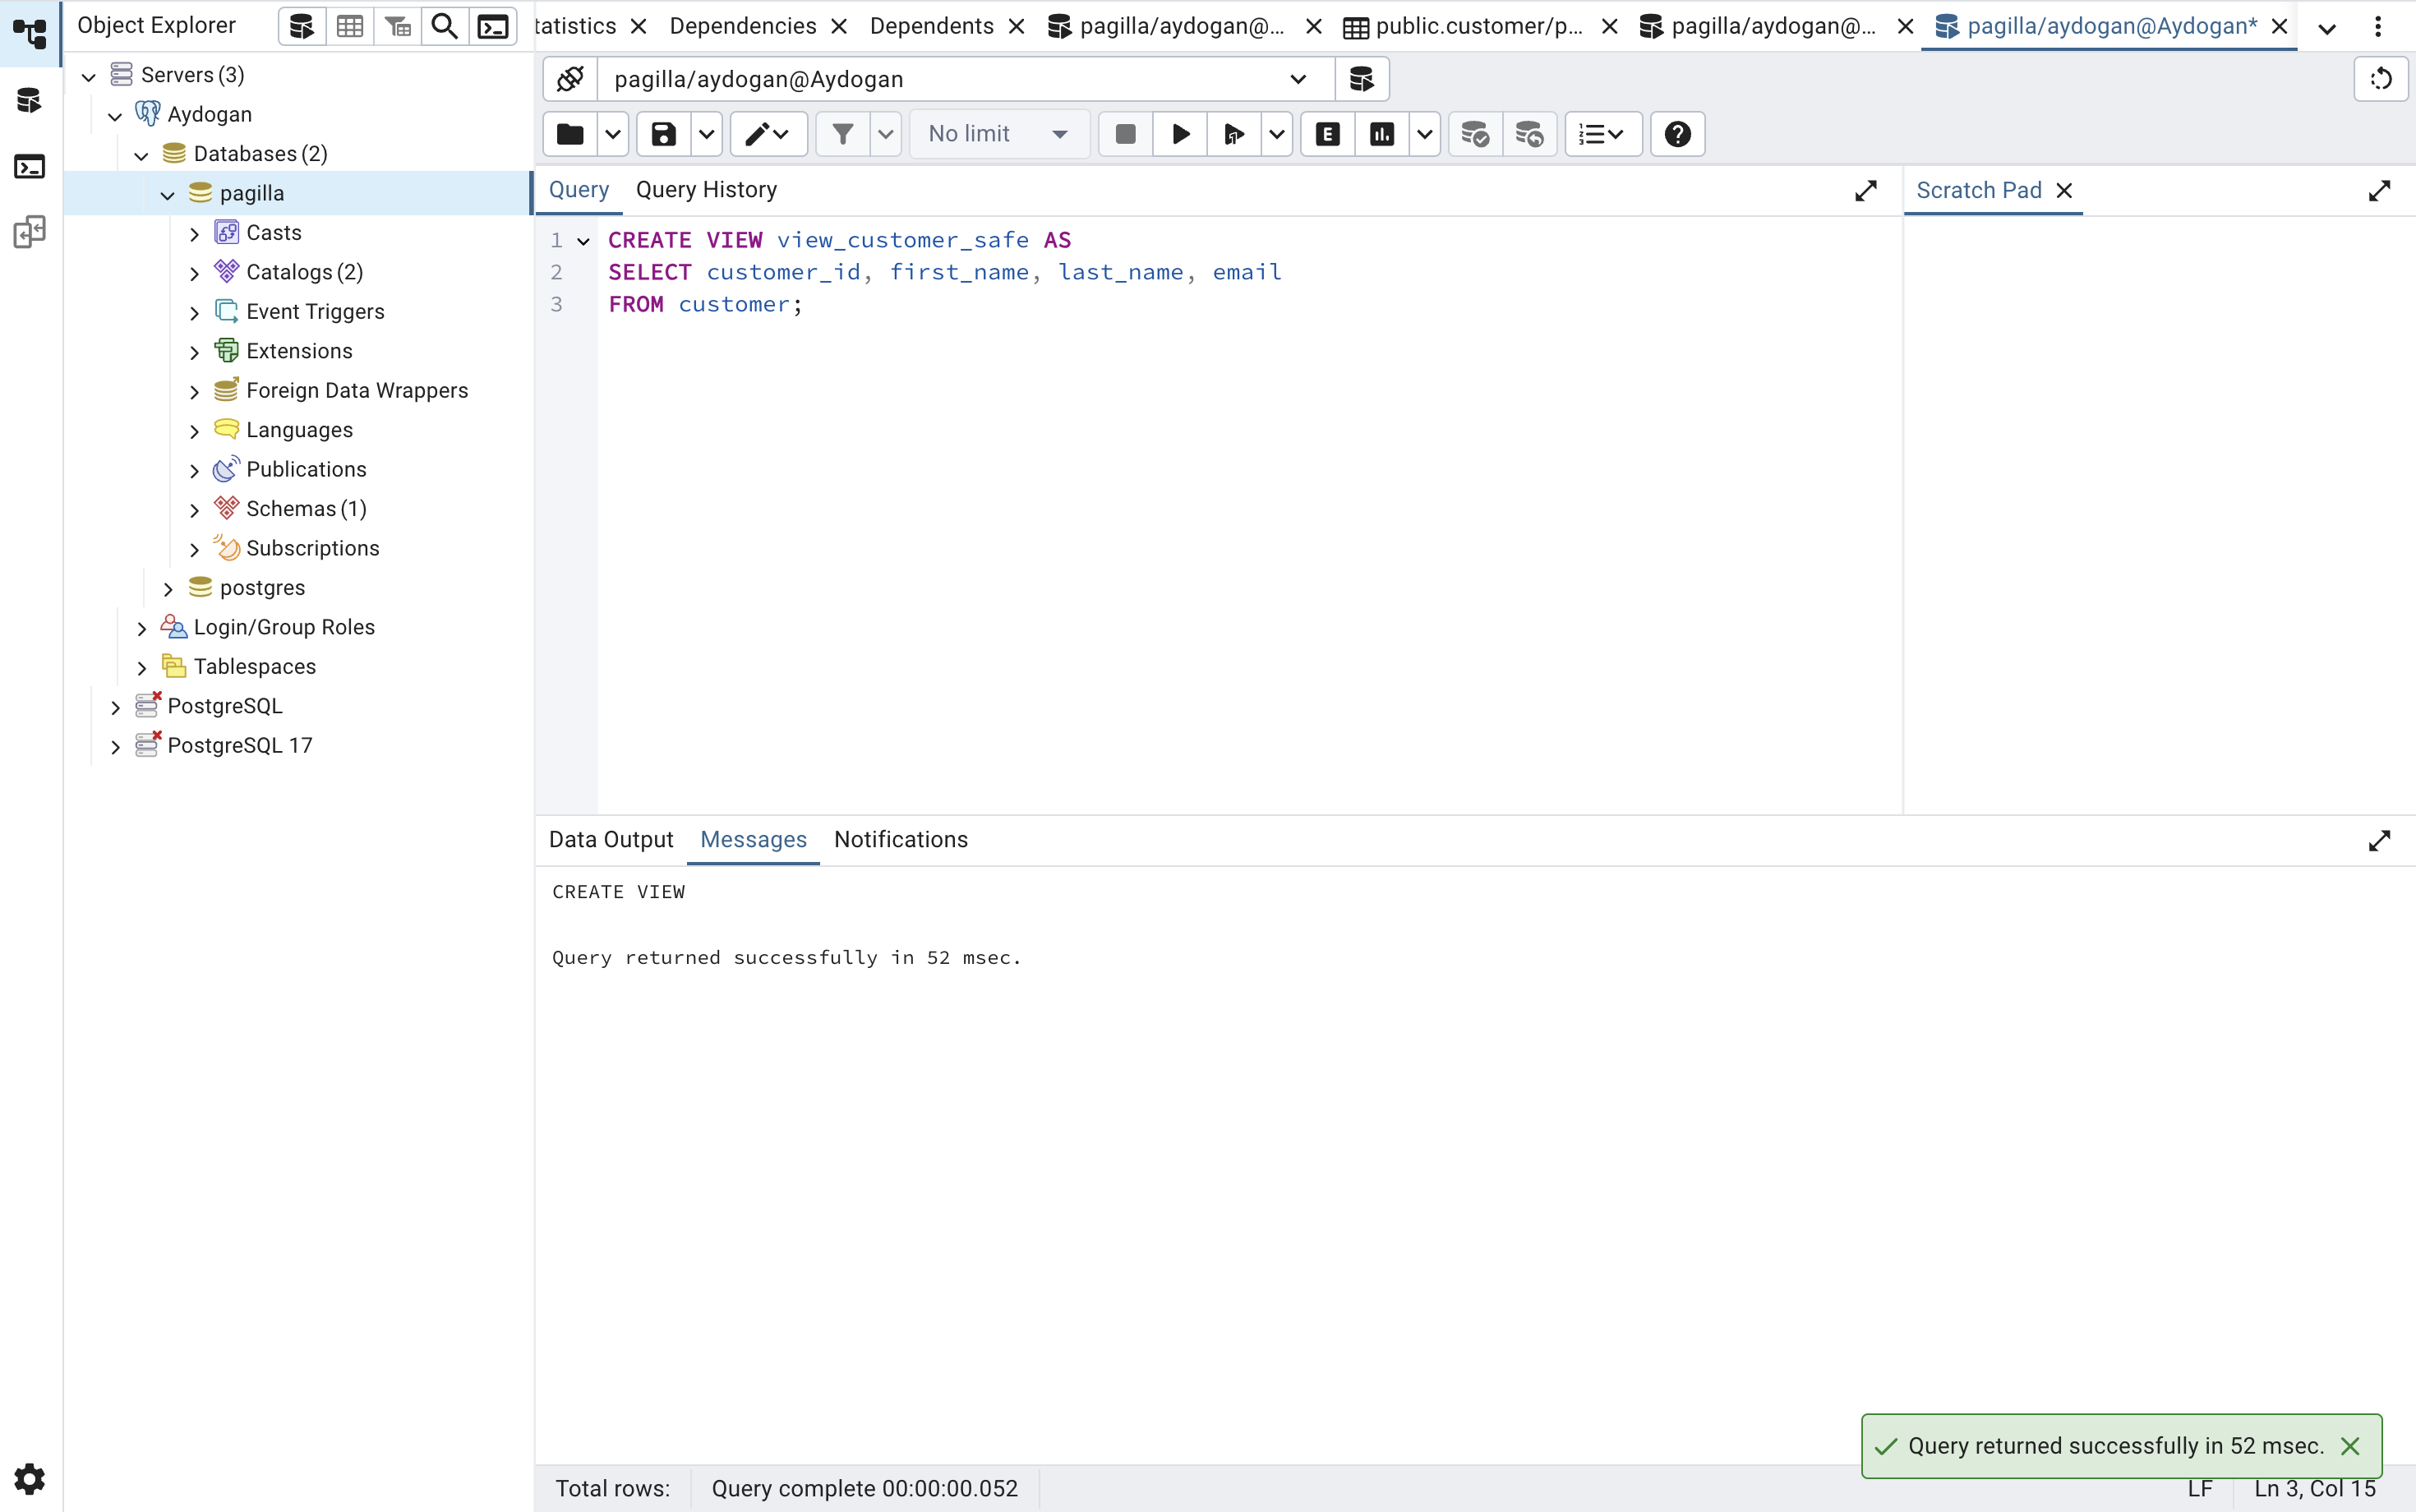 Object Explorer
Servers (3)
Aydogan
Databases (2)
pagilla
Casts
Catalogs (2)
Event Triggers
Extensions
Foreign Data Wrappers
Languages
Publications
Schemas (1)
Subscriptions
postgres
Login/Group Roles
Tablespaces
PostgreSQL
PostgreSQL 17
tatistics Dependencies Dependents pagilla/aydogan@... public.customer/p... pagilla/aydogan@... pagilla/aydogan@Aydogan*
pagilla/aydogan@Aydogan
No limit E
Query Query History
Scratch Pad
1 CREATE VIEW view_customer_safe AS
2 SELECT customer_id, first_name, last_name, email
3 FROM customer;
Data Output Messages Notifications
CREATE VIEW
Query returned successfully in 52 msec.
Query returned successfully in 52 msec.
Total rows: Query complete 00:00:00.052 LF Ln 3, Col 15